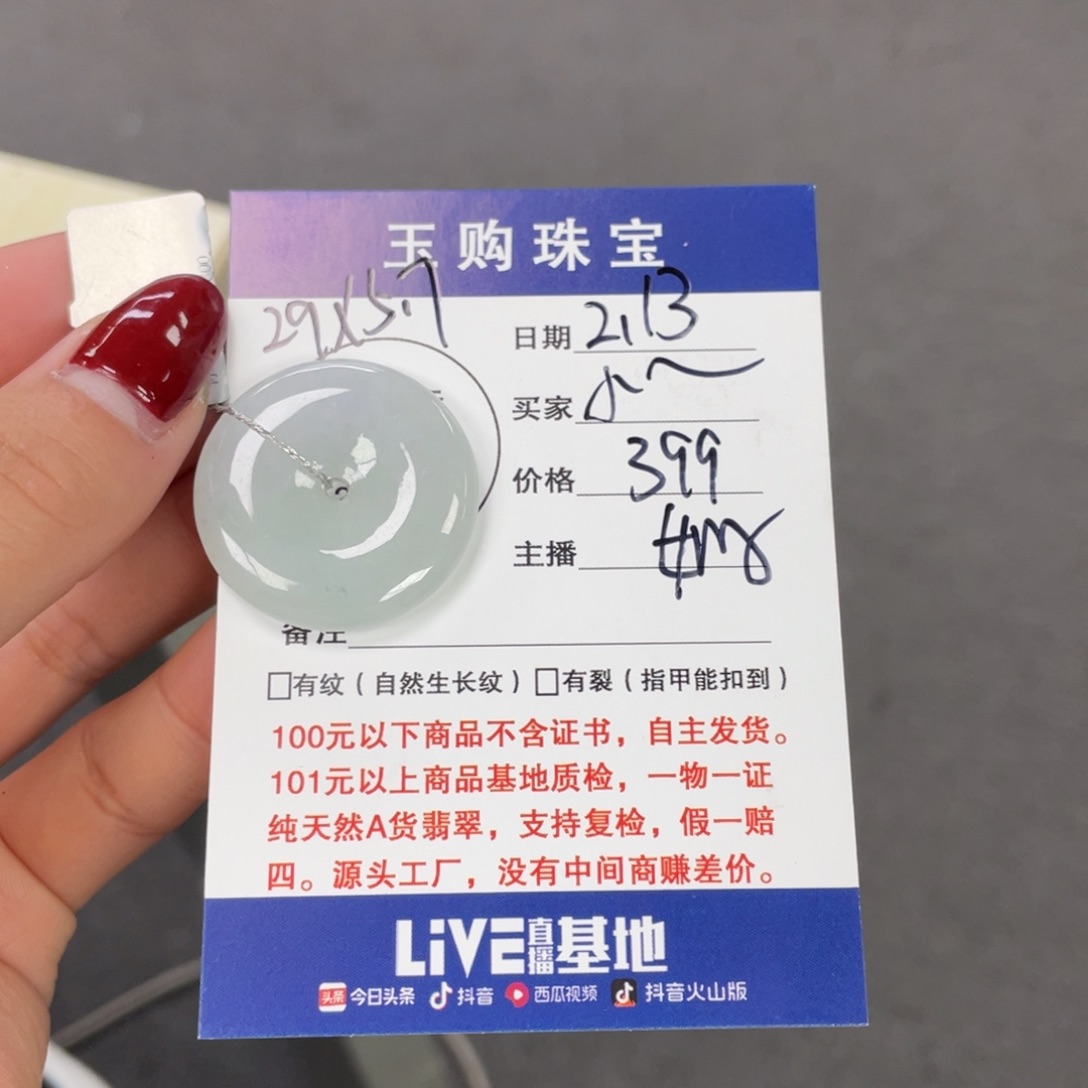 玉购珠宝
29×5.7
日期 2.13
买家 小~
价格 399
主播
备注
□有纹（自然生长纹）□有裂（指甲能扣到）
100元以下商品不含证书，自主发货。
101元以上商品基地质检，一物一证
纯天然A货翡翠，支持复检，假一赔
四。源头工厂，没有中间商赚差价。
LiVE直播基地
头条 今日头条 抖音 西瓜视频 抖音火山版